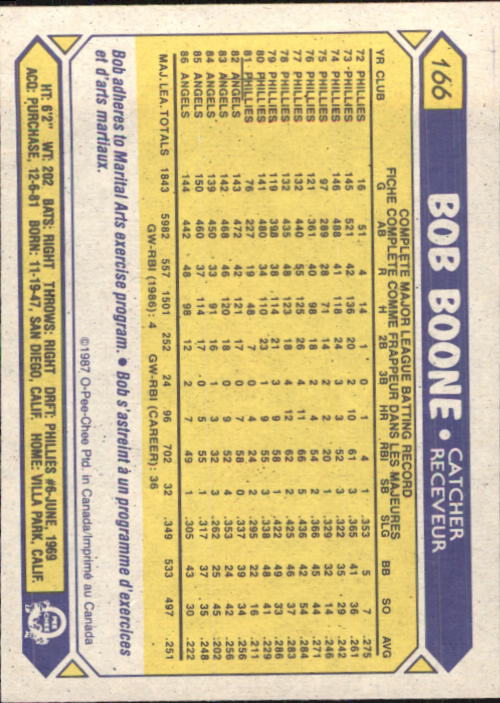 166
BOB BOONE • CATCHER
RECEVEUR
COMPLETE MAJOR LEAGUE BATTING RECORD
FICHE COMPLÈTE COMME FRAPPEUR DANS LES MAJEURES
YR CLUB G AB R H 2B 3B HR RBI SB SLG BB SO AVG
72 PHILLIES 16 51 4 14 1 0 1 4 1 .353 5 7 .275
73 PHILLIES 145 521 42 136 20 2 10 61 3 .365 41 36 .261
74 PHILLIES 146 488 41 118 24 3 3 52 3 .322 35 29 .242
75 PHILLIES 97 289 28 71 14 2 2 20 1 .329 32 14 .246
76 PHILLIES 121 361 40 98 18 2 4 54 2 .366 45 44 .271
77 PHILLIES 132 440 55 125 26 4 11 66 5 .436 42 54 .284
78 PHILLIES 132 435 48 123 18 4 12 62 2 .425 46 37 .283
79 PHILLIES 119 398 38 114 21 3 9 58 1 .422 49 33 .286
80 PHILLIES 141 480 34 110 23 1 9 55 3 .338 48 41 .229
81 PHILLIES 76 227 19 48 7 0 4 24 2 .295 22 16 .211
82 ANGELS 143 472 42 121 17 0 7 58 0 .337 39 34 .256
83 ANGELS 142 468 46 120 18 0 9 52 4 .353 24 42 .256
84 ANGELS 139 450 33 91 16 1 3 32 3 .262 25 45 .202
85 ANGELS 150 460 37 114 17 0 5 55 1 .317 37 35 .248
86 ANGELS 144 442 48 98 12 2 7 49 1 .305 43 30 .222
MAJ. LEA. TOTALS 1843 5982 557 1501 252 24 96 702 32 .349 533 497 .251
GW-RBI (1986): 4 GW-RBI (CAREER): 36
Bob adheres to Marital Arts exercise program. • Bob s'astreint à un programme d'exercices
et d'arts martiaux.
©1987 O-Pee-Chee Ptd. in Canada/Imprimé au Canada
HT: 6'2" WT: 202 BATS: RIGHT THROWS: RIGHT DRFT: PHILLIES #6-JUNE, 1969
ACQ: PURCHASE, 12-6-81 BORN: 11-19-47, SAN DIEGO, CALIF. HOME: VILLA PARK, CALIF.
O
PEE
CHEE